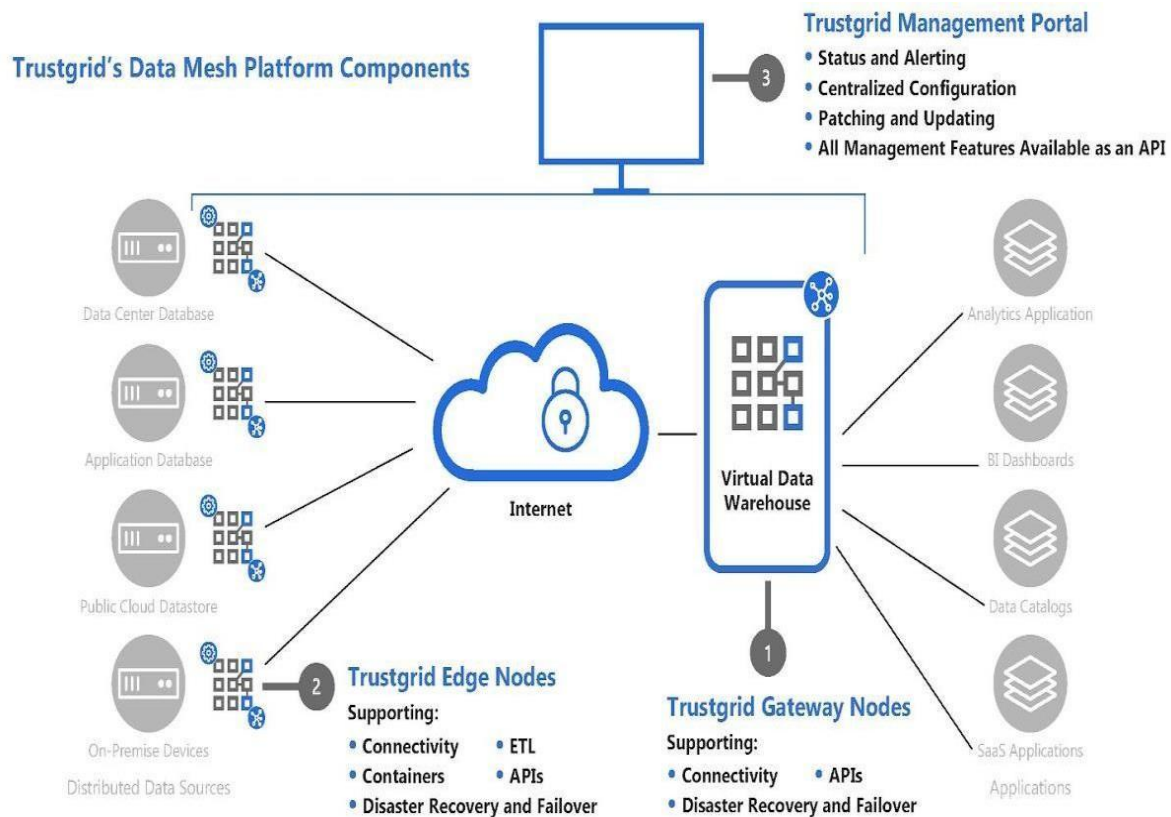 Trustgrid's Data Mesh Platform Components
Trustgrid Management Portal
• Status and Alerting
• Centralized Configuration
• Patching and Updating
• All Management Features Available as an API
3
Data Center Database
Application Database
Public Cloud Datastore
On-Premise Devices
Distributed Data Sources
Internet
Virtual Data
Warehouse
Analytics Application
BI Dashboards
Data Catalogs
SaaS Applications
Applications
2
Trustgrid Edge Nodes
Supporting:
• Connectivity • ETL
• Containers • APIs
• Disaster Recovery and Failover
1
Trustgrid Gateway Nodes
Supporting:
• Connectivity • APIs
• Disaster Recovery and Failover